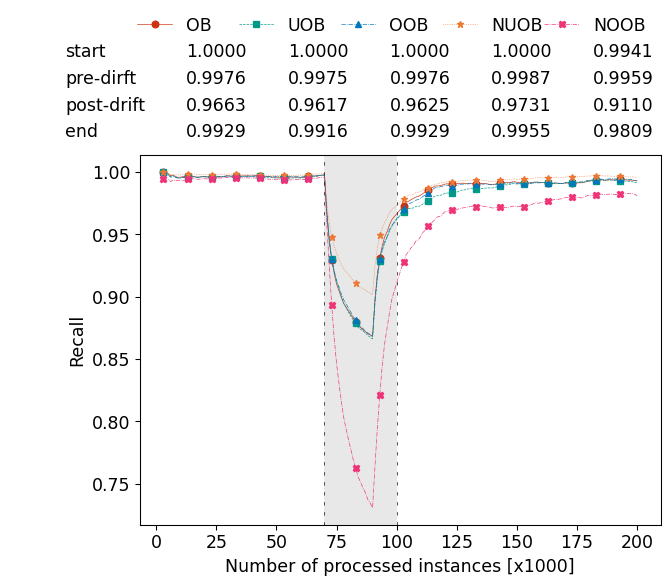 OB UOB OOB NUOB NOOB
start 1.0000 1.0000 1.0000 1.0000 0.9941
pre-dirft 0.9976 0.9975 0.9976 0.9987 0.9959
post-drift 0.9663 0.9617 0.9625 0.9731 0.9110
end 0.9929 0.9916 0.9929 0.9955 0.9809
1.00
0.95
0.90
0.85
0.80
0.75
Recall
0 25 50 75 100 125 150 175 200
Number of processed instances [x1000]